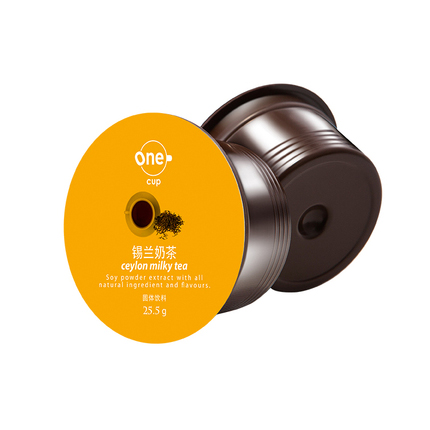 one
cup
锡兰奶茶
ceylon milky tea
Soy powder extract with all
natural ingredient and flavours.
固体饮料
25.5 g